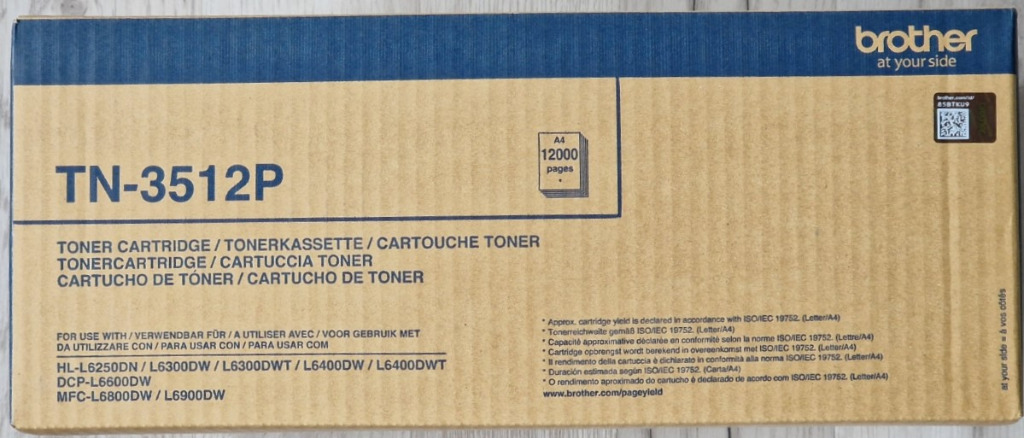 brother
at your side
brother.com/id/
85BTKU9
TN-3512P
A4
12000
pages
*
TONER CARTRIDGE / TONERKASSETTE / CARTOUCHE TONER
TONERCARTRIDGE / CARTUCCIA TONER
CARTUCHO DE TÓNER / CARTUCHO DE TONER
FOR USE WITH / VERWENDBAR FÜR / A UTILISER AVEC / VOOR GEBRUIK MET
DA UTILIZZARE CON / PARA USAR CON / PARA USAR COM
HL-L6250DN / L6300DW / L6300DWT / L6400DW / L6400DWT
DCP-L6600DW
MFC-L6800DW / L6900DW
* Approx. cartridge yield is declared in accordance with ISO/IEC 19752. (Letter/A4)
* Tonerreichweite gemäß ISO/IEC 19752. (Letter/A4)
* Capacité approximative déclarée en conformité selon la norme ISO/IEC 19752. (Letter/A4)
* Cartridge opbrengst wordt berekend in overeenkomst met ISO/IEC 19752. (Letter/A4)
* Il rendimento della cartuccia è dichiarato in conformità alla norma ISO/IEC 19752. (Letter/A4)
* Duración estimada según ISO/IEC 19752. (Carta/A4)
* O rendimento aproximado do cartucho é declarado de acordo com ISO/IEC 19752. (Letter/A4)
www.brother.com/pageyield
at your side = à vos côtés